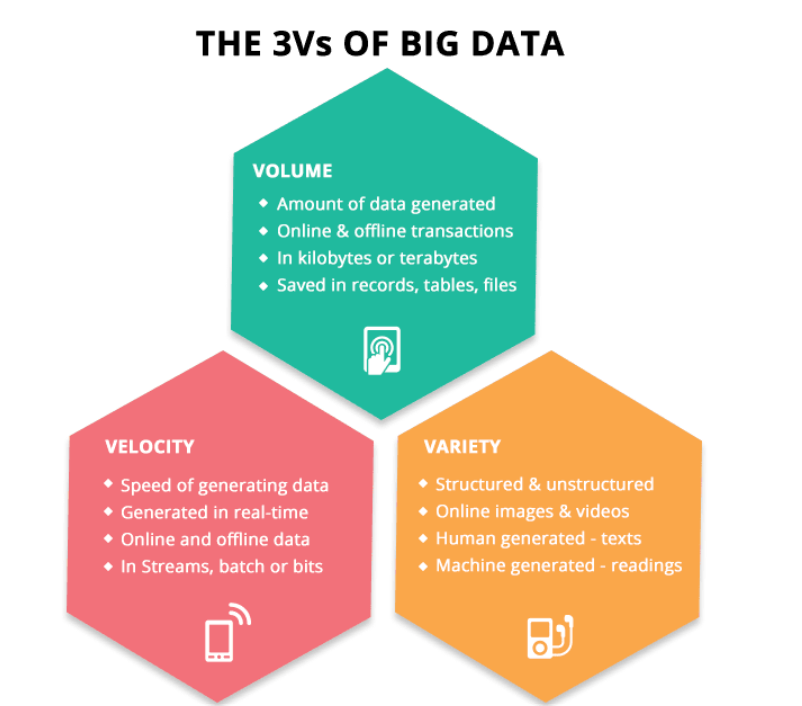 THE 3Vs OF BIG DATA
VOLUME
Amount of data generated
Online & offline transactions
In kilobytes or terabytes
Saved in records, tables, files
VELOCITY
Speed of generating data
Generated in real-time
Online and offline data
In Streams, batch or bits
VARIETY
Structured & unstructured
Online images & videos
Human generated - texts
Machine generated - readings